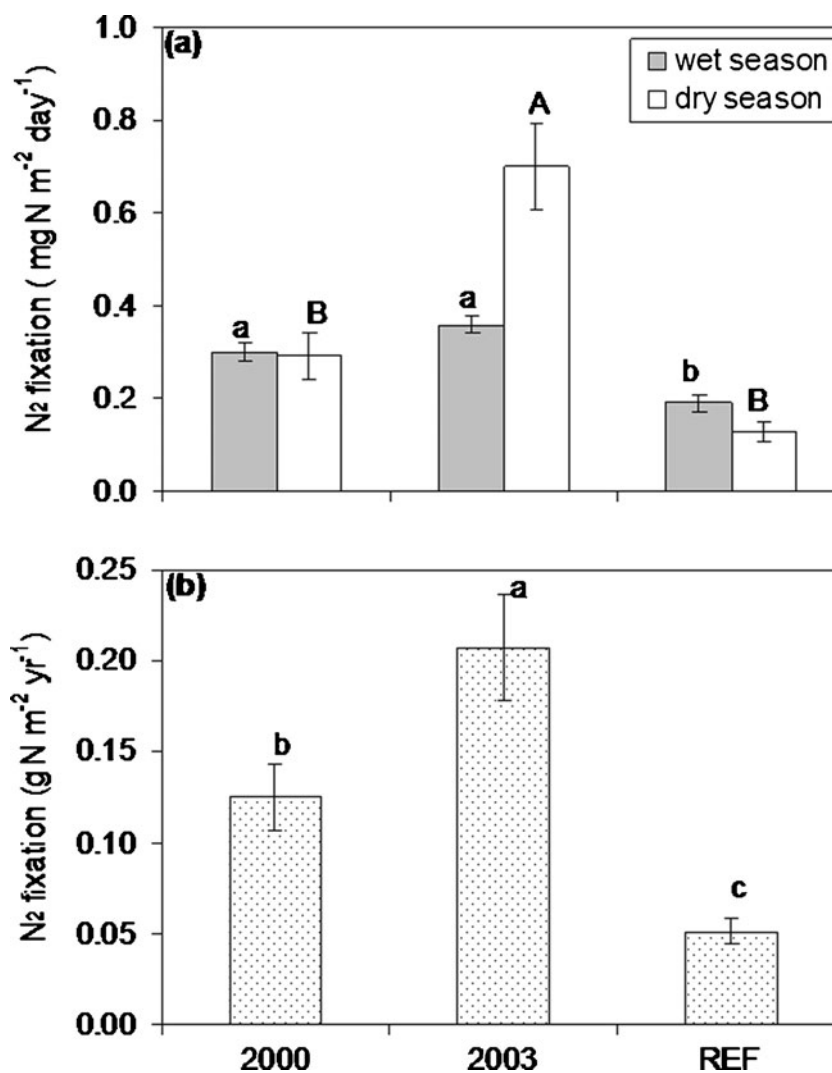 (a)
wet season
dry season
N₂ fixation ( mg N m⁻² day⁻¹)
1.0
0.8
0.6
0.4
0.2
0.0
a
B
a
A
b
B
(b)
N₂ fixation (g N m⁻² yr⁻¹)
0.25
0.20
0.15
0.10
0.05
0.00
b
a
c
2000 2003 REF